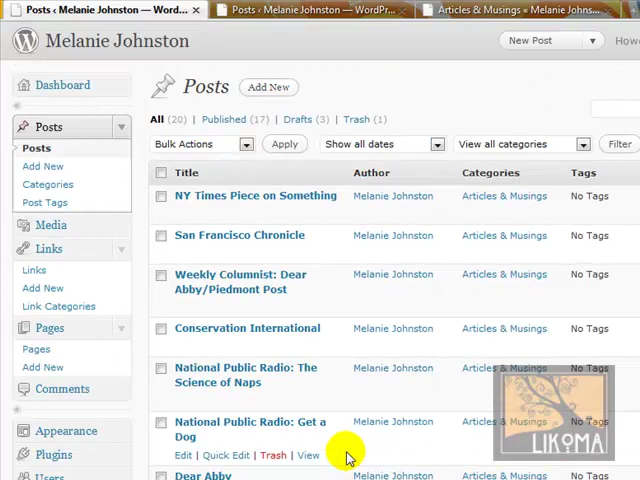 Posts ‹ Melanie Johnston — Word... Posts ‹ Melanie Johnston — WordPr... Articles & Musings « Melanie Johns...
Melanie Johnston New Post Howe
Dashboard Posts Add New
All (20) Published (17) Drafts (3) Trash (1)
Posts
Bulk Actions Apply Show all dates View all categories Filter
Posts
Add New
Categories
Post Tags
Media
Links
Links
Add New
Link Categories
Pages
Pages
Add New
Comments
Appearance
Plugins
Users
Title Author Categories Tags
NY Times Piece on Something Melanie Johnston Articles & Musings No Tags
San Francisco Chronicle Melanie Johnston Articles & Musings No Tags
Weekly Columnist: Dear Melanie Johnston Articles & Musings No Tags
Abby/Piedmont Post
Conservation International Melanie Johnston Articles & Musings No Tags
National Public Radio: The Melanie Johnston Articles & Musings No Tags
Science of Naps
National Public Radio: Get a Melanie Johnston Articles & Musings
Dog
Edit | Quick Edit | Trash | View
Dear Abby Melanie Johnston Articles & Musings No Tags
LIKOMA